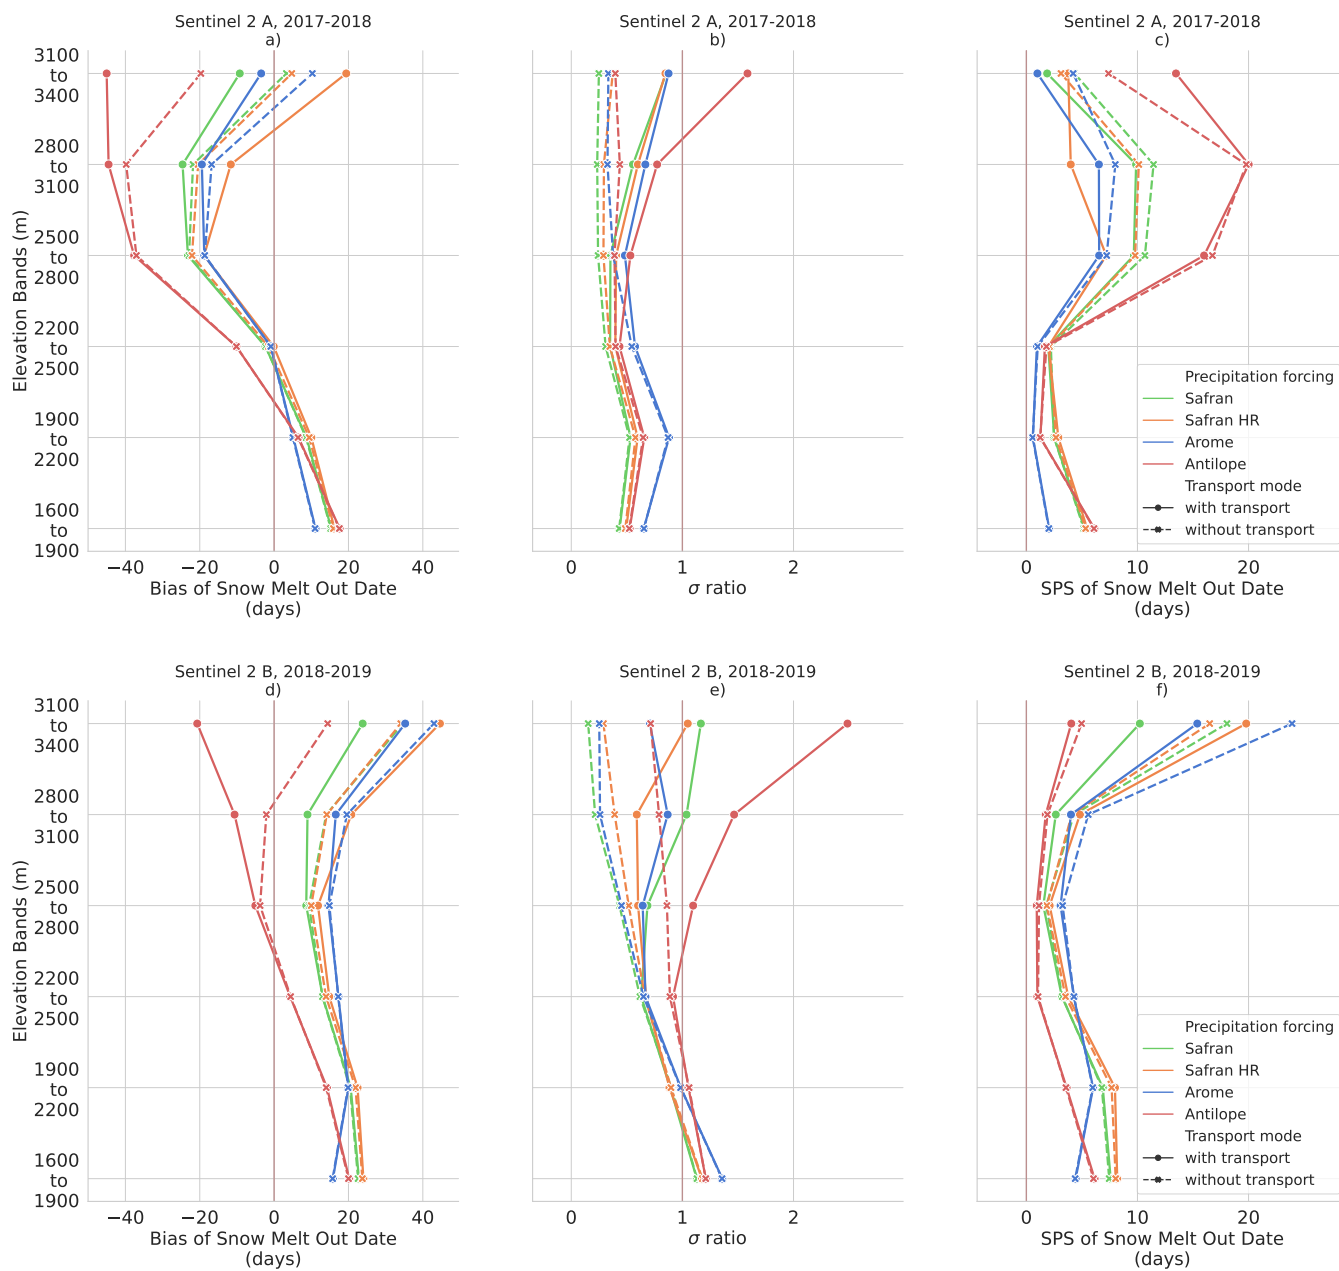 Sentinel 2 A, 2017-2018
a)
Sentinel 2 A, 2017-2018
b)
Sentinel 2 A, 2017-2018
c)
Elevation Bands (m)
3100
to
3400
2800
to
3100
2500
to
2800
2200
to
2500
1900
to
2200
1600
to
1900
−40 −20 0 20 40
Bias of Snow Melt Out Date
(days)
0 1 2
σ ratio
Precipitation forcing
Safran
Safran HR
Arome
Antilope
Transport mode
with transport
without transport
0 10 20
SPS of Snow Melt Out Date
(days)
Sentinel 2 B, 2018-2019
d)
Sentinel 2 B, 2018-2019
e)
Sentinel 2 B, 2018-2019
f)
Elevation Bands (m)
3100
to
3400
2800
to
3100
2500
to
2800
2200
to
2500
1900
to
2200
1600
to
1900
−40 −20 0 20 40
Bias of Snow Melt Out Date
(days)
0 1 2
σ ratio
Precipitation forcing
Safran
Safran HR
Arome
Antilope
Transport mode
with transport
without transport
0 10 20
SPS of Snow Melt Out Date
(days)